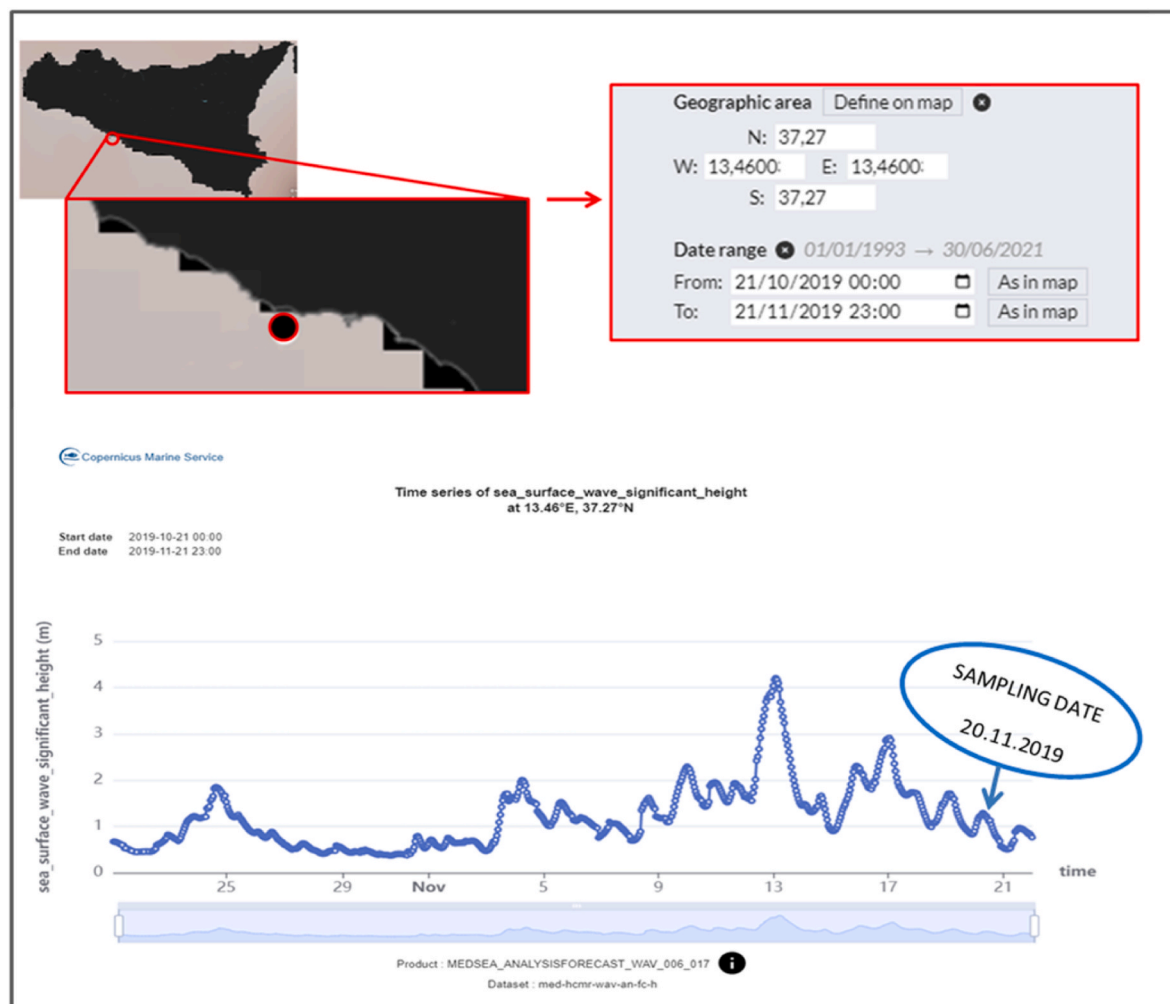 Geographic area Define on map
N: 37,27
W: 13,4600: E: 13,4600:
S: 37,27
Date range 01/01/1993 → 30/06/2021
From: 21/10/2019 00:00 As in map
To: 21/11/2019 23:00 As in map
Copernicus Marine Service
Time series of sea_surface_wave_significant_height
at 13.46°E, 37.27°N
Start date 2019-10-21 00:00
End date 2019-11-21 23:00
sea_surface_wave_significant_height (m)
5
4
3
2
1
0
SAMPLING DATE
20.11.2019
25 29 Nov 5 9 13 17 21
time
Product : MEDSEA_ANALYSISFORECAST_WAV_006_017 i
Dataset : med-hcmr-wav-an-fc-h